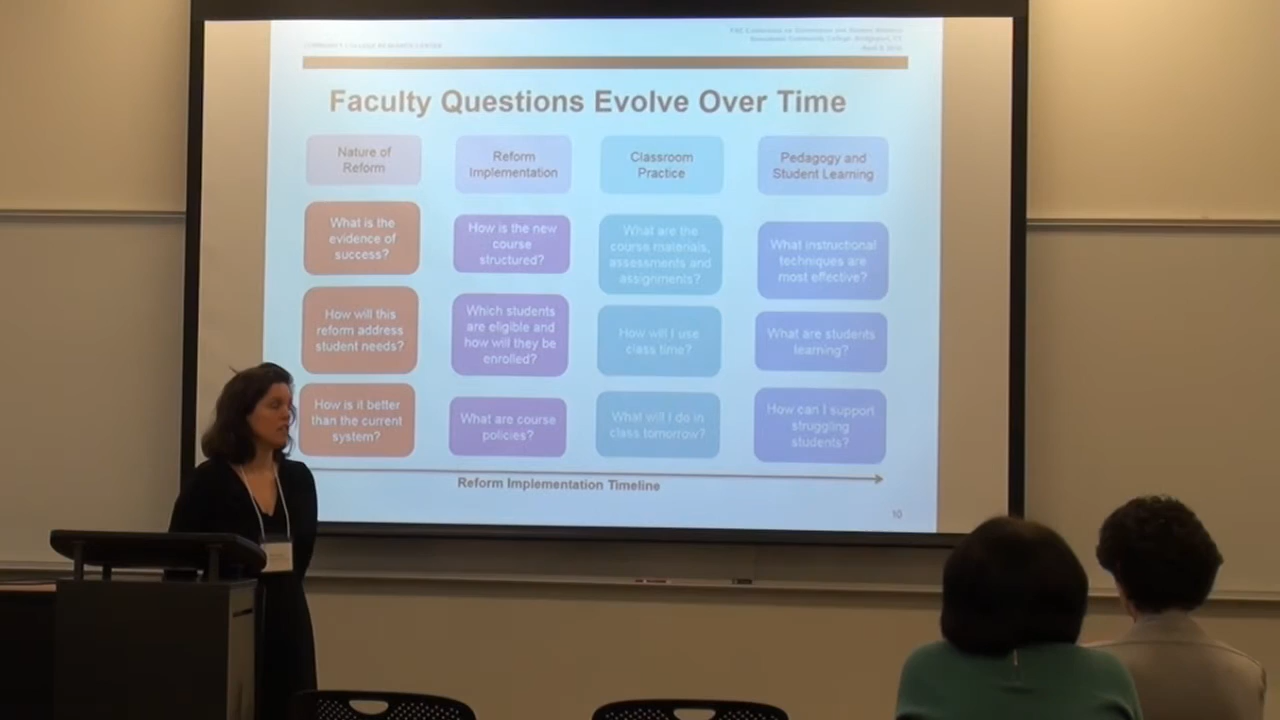 COMMUNITY COLLEGE RESEARCH CENTER
Faculty Questions Evolve Over Time
Nature of
Reform
Reform
Implementation
Classroom
Practice
Pedagogy and
Student Learning
What is the
evidence of
success?
How is the new
course
structured?
What are the
course materials,
assessments and
assignments?
What instructional
techniques are
most effective?
How will this
reform address
student needs?
Which students
are eligible and
how will they be
enrolled?
How will I use
class time?
What are students
learning?
How is it better
than the current
system?
What are course
policies?
What will I do in
class tomorrow?
How can I support
struggling
students?
Reform Implementation Timeline
10